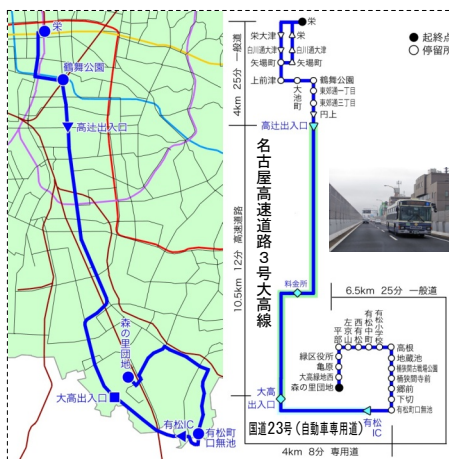 栄
鶴舞公園
高辻出入口
森の里団地
大高出入口
有松IC
有松町
口無池
4km 25分 一般道
10.5km 12分 高速道路
栄
栄大津
白川通大津
矢場町
栄
白川通大津
矢場町
上前津
大池町
鶴舞公園
東郊通一丁目
東郊通三丁目
円上
高辻出入口
名古屋高速道路3号大高線
料金所
大高
出入口
● 起終点
○ 停留所
6.5km 25分 一般道
平部
左京山
西有松
有松中町
有松小学校
高根
地蔵池
桶狭間古戦場公園
桶狭間寺前
郷前
下切
有松町口無池
緑区役所
亀原
大高緑地西
森の里団地
有松
IC
国道23号(自動車専用道)
4km 8分 専用道